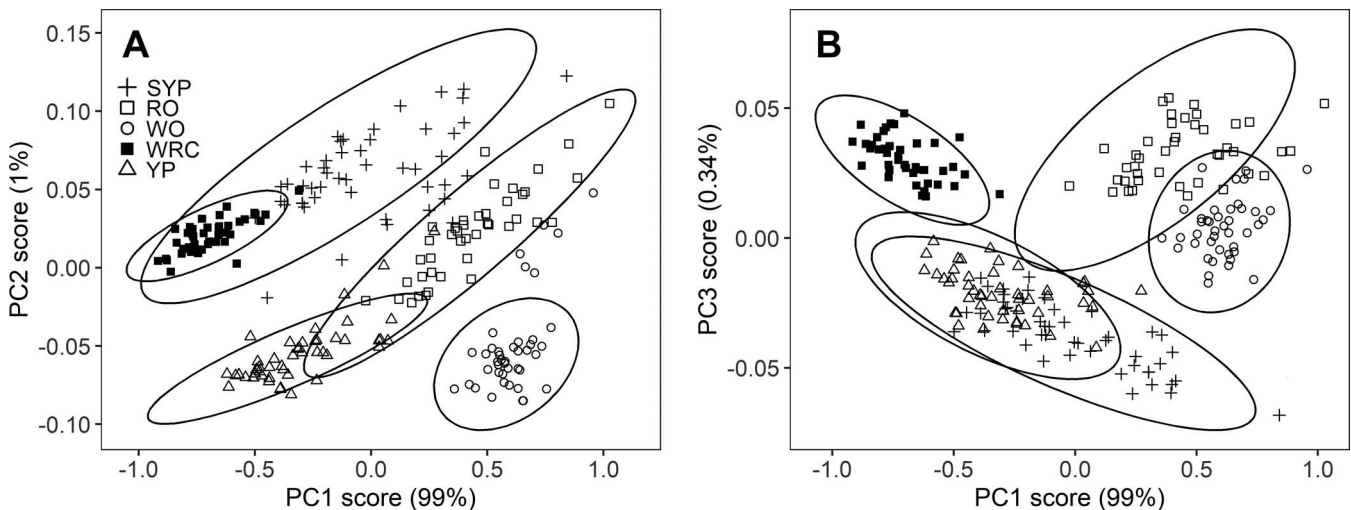 A
SYP
RO
WO
WRC
YP
0.15
0.10
0.05
0.00
-0.05
-0.10
PC2 score (1%)
-1.0 -0.5 0.0 0.5 1.0
PC1 score (99%)
B
0.05
0.00
-0.05
PC3 score (0.34%)
-1.0 -0.5 0.0 0.5 1.0
PC1 score (99%)